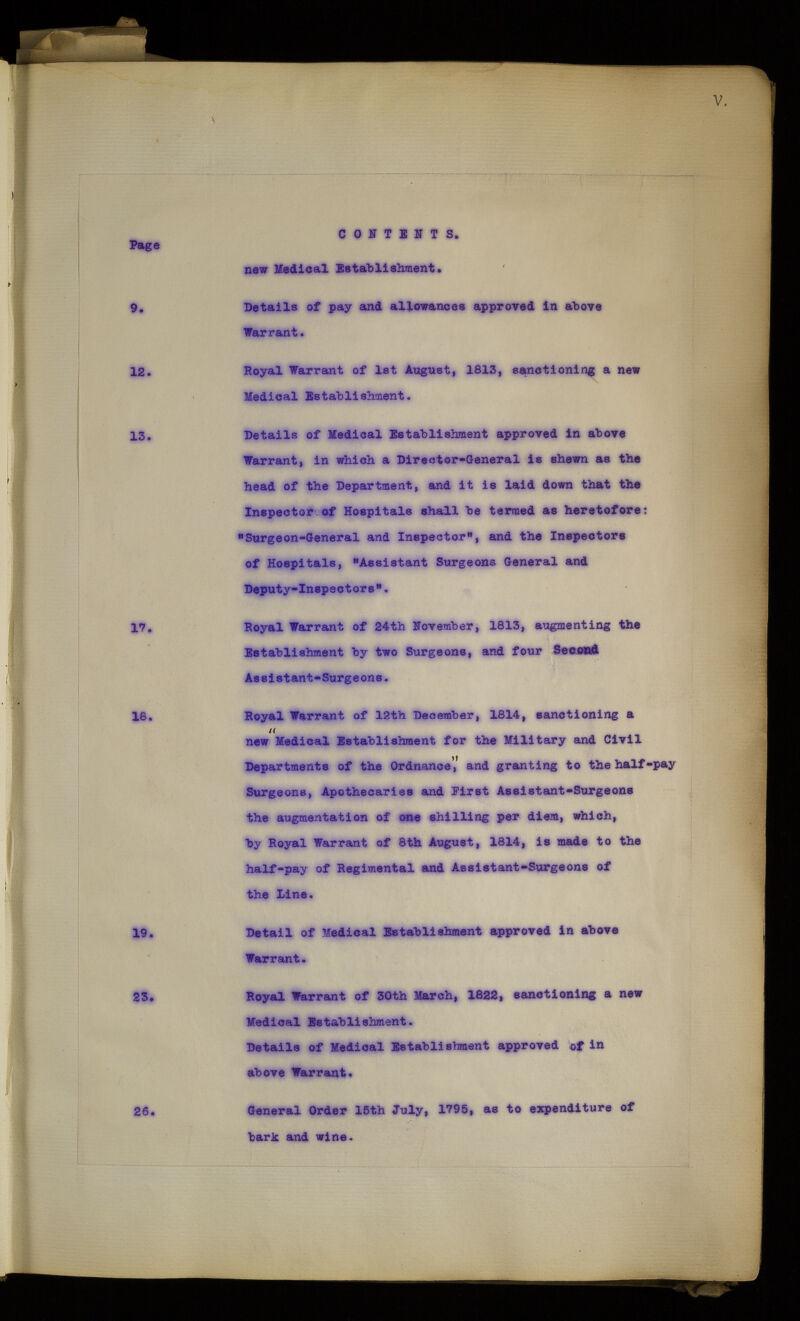 V.
CONTENTS.
Page
new Medical Establishment.
9. Details of pay and allowances approved in above
Warrant.
12. Royal Warrant of 1st August, 1813, sanctioning a new
Medical Establishment.
13. Details of Medical Establishment approved in above
Warrant, in which a Director-General is shewn as the
head of the Department, and it is laid down that the
Inspector of Hospitals shall be termed as heretofore:
"Surgeon-General and Inspector", and the Inspectors
of Hospitals, "Assistant Surgeons General and
Deputy-Inspectors".
17. Royal Warrant of 24th November, 1813, augmenting the
Establishment by two Surgeons, and four Second
Assistant-Surgeons.
18. Royal Warrant of 12th December, 1814, sanctioning a
new "Medical Establishment for the Military and Civil
Departments of the Ordnance", and granting to the half-pay
Surgeons, Apothecaries and First Assistant-Surgeons
the augmentation of one shilling per diem, which,
by Royal Warrant of 8th August, 1814, is made to the
half-pay of Regimental and Assistant-Surgeons of
the Line.
19. Detail of Medical Establishment approved in above
Warrant.
23. Royal Warrant of 30th March, 1822, sanctioning a new
Medical Establishment.
Details of Medical Establishment approved of in
above Warrant.
26. General Order 15th July, 1795, as to expenditure of
bark and wine.